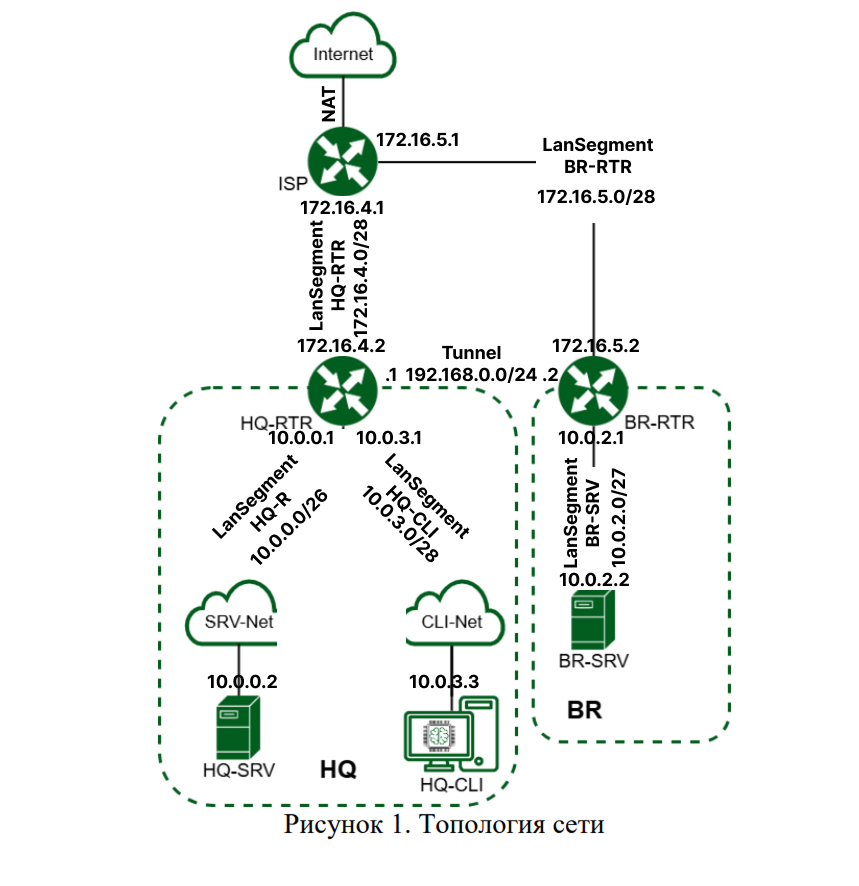 Internet
NAT
172.16.5.1
LanSegment
BR-RTR
172.16.5.0/28
ISP
172.16.4.1
LanSegment
HQ-RTR
172.16.4.0/28
172.16.4.2
Tunnel
.1 192.168.0.0/24 .2
172.16.5.2
HQ-RTR
BR-RTR
10.0.0.1
10.0.3.1
10.0.2.1
LanSegment
HQ-R
10.0.0.0/26
LanSegment
HQ-CLI
10.0.3.0/28
LanSegment
BR-SRV
10.0.2.0/27
10.0.2.2
SRV-Net
CLI-Net
BR-SRV
10.0.0.2
10.0.3.3
BR
HQ-SRV
HQ
HQ-CLI
Рисунок 1. Топология сети